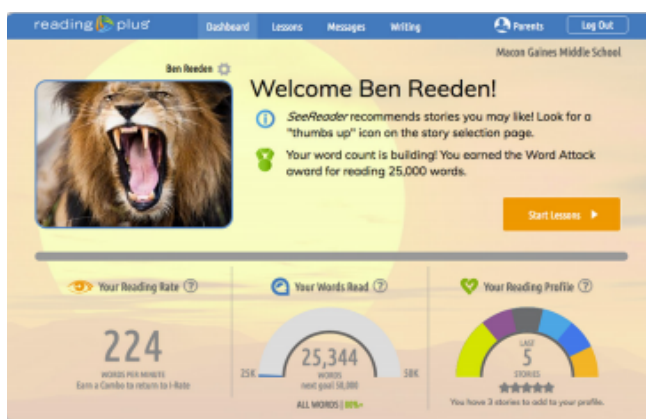 reading plus
Dashboard Lessons Messages Writing Parents Log Out
Macon Gaines Middle School
Ben Reeden
Welcome Ben Reeden!
SeeReader recommends stories you may like! Look for a
"thumbs up" icon on the story selection page.
Your word count is building! You earned the Word Attack
award for reading 25,000 words.
Start Lessons
Your Reading Rate ?
224
WORDS PER MINUTE
Earn a Combo to return to i-Rate
Your Words Read ?
25K
25,344
50K
WORDS
next goal 50,000
ALL WORDS | 80%+
Your Reading Profile ?
LAST
5
STORIES
You have 3 stories to add to your profile.